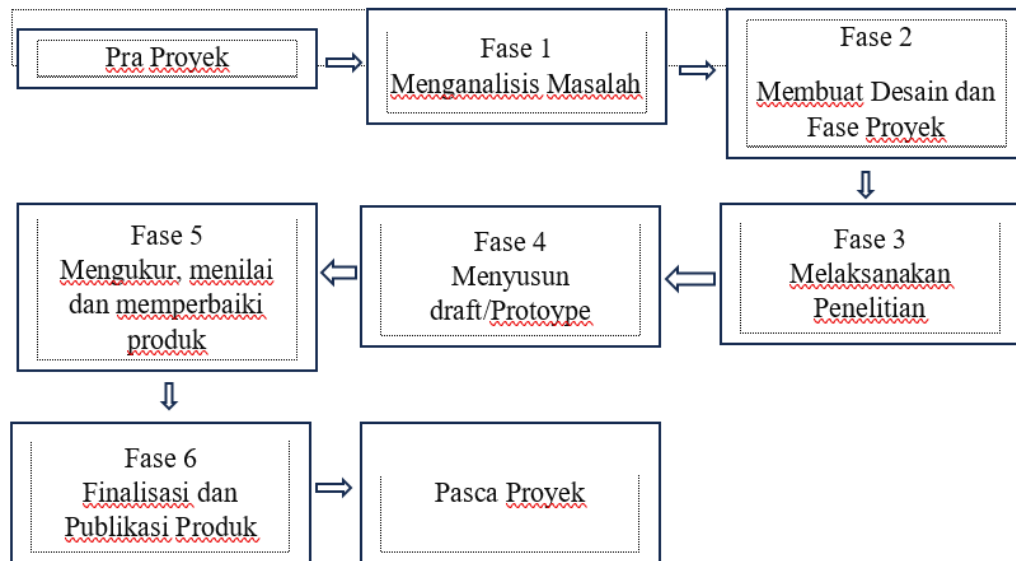 Pra Proyek
Fase 1
Menganalisis Masalah
Fase 2
Membuat Desain dan
Fase Proyek
Fase 3
Melaksanakan
Penelitian
Fase 4
Menyusun
draft/Protoype
Fase 5
Mengukur, menilai
dan memperbaiki
produk
Fase 6
Finalisasi dan
Publikasi Produk
Pasca Proyek